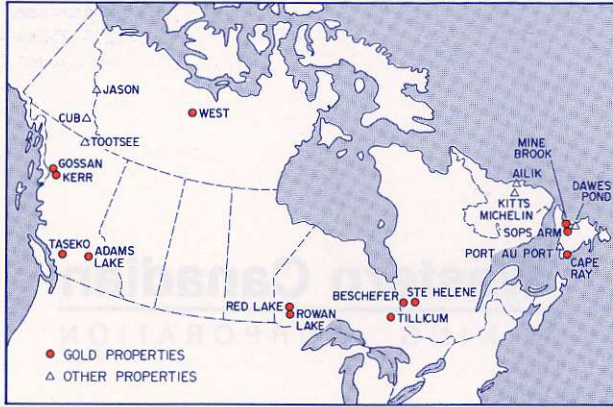 JASON
CUB
WEST
TOOTSEE
GOSSAN
KERR
TASEKO
ADAMS
LAKE
RED LAKE
ROWAN
LAKE
BESCHEFER
STE HELENE
TILLICUM
MINE
BROOK
AILIK
DAWES
POND
KITTS
MICHELIN
SOPS ARM
PORT AU PORT
CAPE
RAY
GOLD PROPERTIES
OTHER PROPERTIES